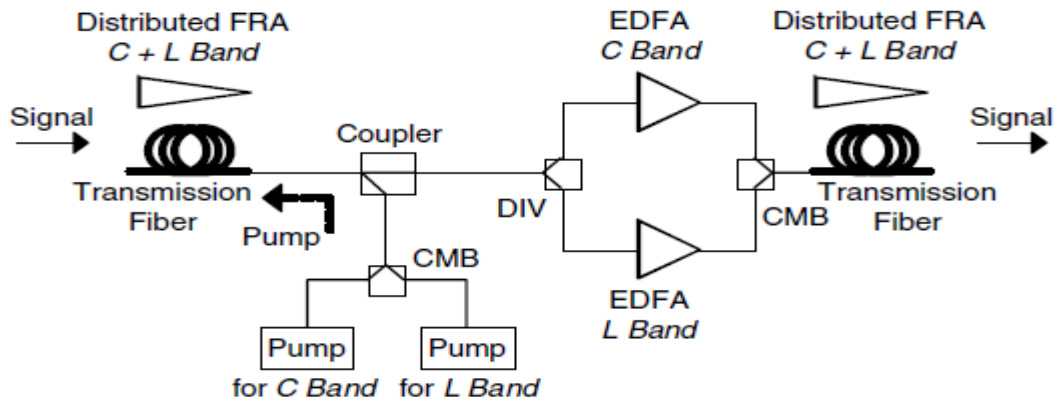 Distributed FRA
C + L Band
Signal
Transmission
Fiber
Pump
Coupler
CMB
Pump
for C Band
Pump
for L Band
DIV
EDFA
C Band
EDFA
L Band
CMB
Distributed FRA
C + L Band
Signal
Transmission
Fiber